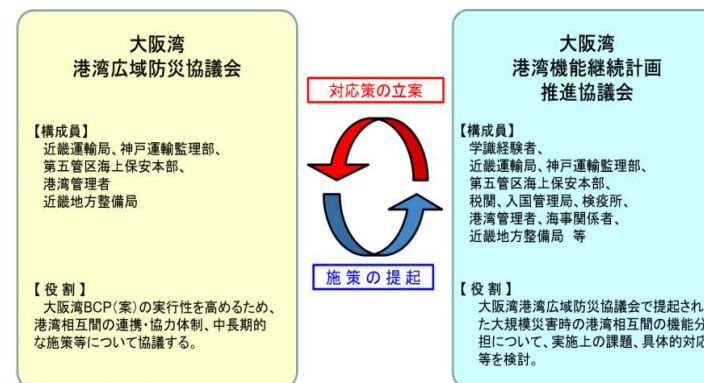 大阪湾
港湾広域防災協議会
【構成員】
近畿運輸局、神戸運輸監理部、
第五管区海上保安本部、
港湾管理者
近畿地方整備局
【役割】
大阪湾BCP(案)の実行性を高めるため、
港湾相互間の連携・協力体制、中長期的
な施策等について協議する。
対応策の立案
施策の提起
大阪湾
港湾機能継続計画
推進協議会
【構成員】
学識経験者、
近畿運輸局、神戸運輸監理部、
第五管区海上保安本部、
税関、入国管理局、検疫所、
港湾管理者、海事関係者、
近畿地方整備局 等
【役割】
大阪湾港湾広域防災協議会で提起され
た大規模災害時の港湾相互間の機能分
担について、実施上の課題、具体的対応
等を検討。